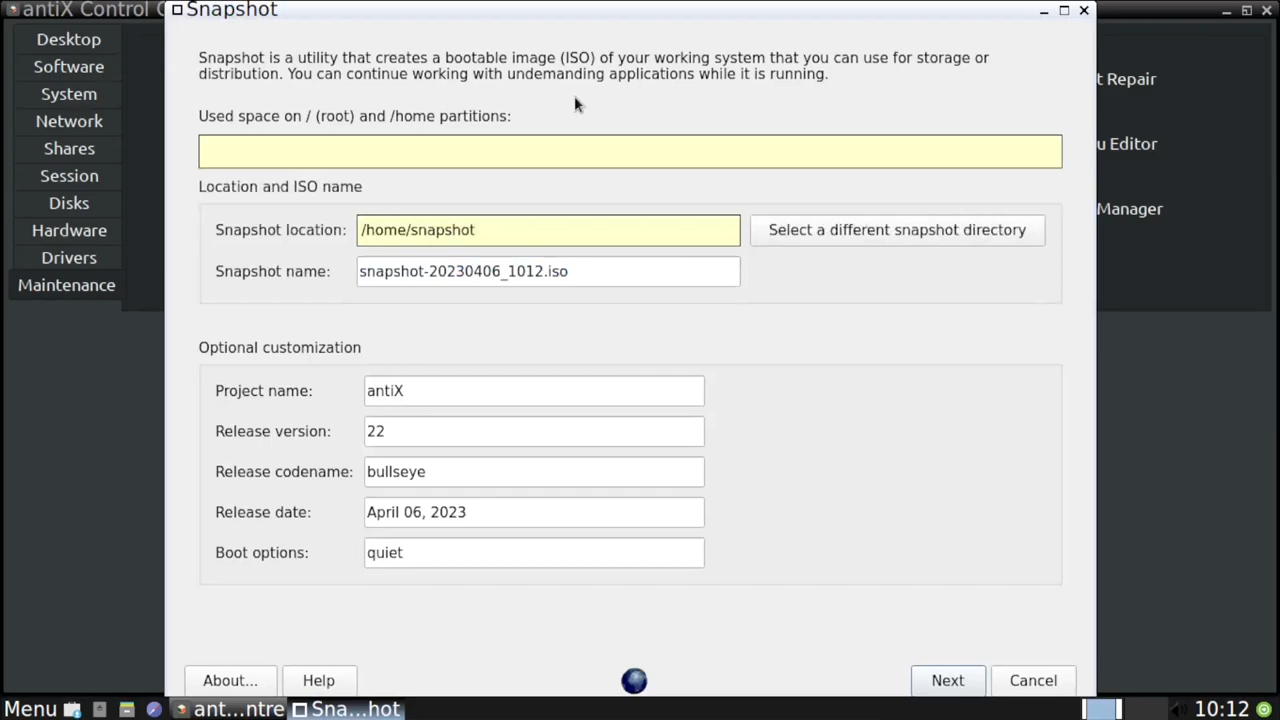 antiX Control C
Snapshot
Desktop
Software
System
Network
Shares
Session
Disks
Hardware
Drivers
Maintenance
Snapshot is a utility that creates a bootable image (ISO) of your working system that you can use for storage or
distribution. You can continue working with undemanding applications while it is running.
Used space on / (root) and /home partitions:
Location and ISO name
Snapshot location: /home/snapshot Select a different snapshot directory
Snapshot name: snapshot-20230406_1012.iso
Optional customization
Project name: antiX
Release version: 22
Release codename: bullseye
Release date: April 06, 2023
Boot options: quiet
About... Help Next Cancel
t Repair
u Editor
Manager
Menu ant...ntre Sna...hot 10:12